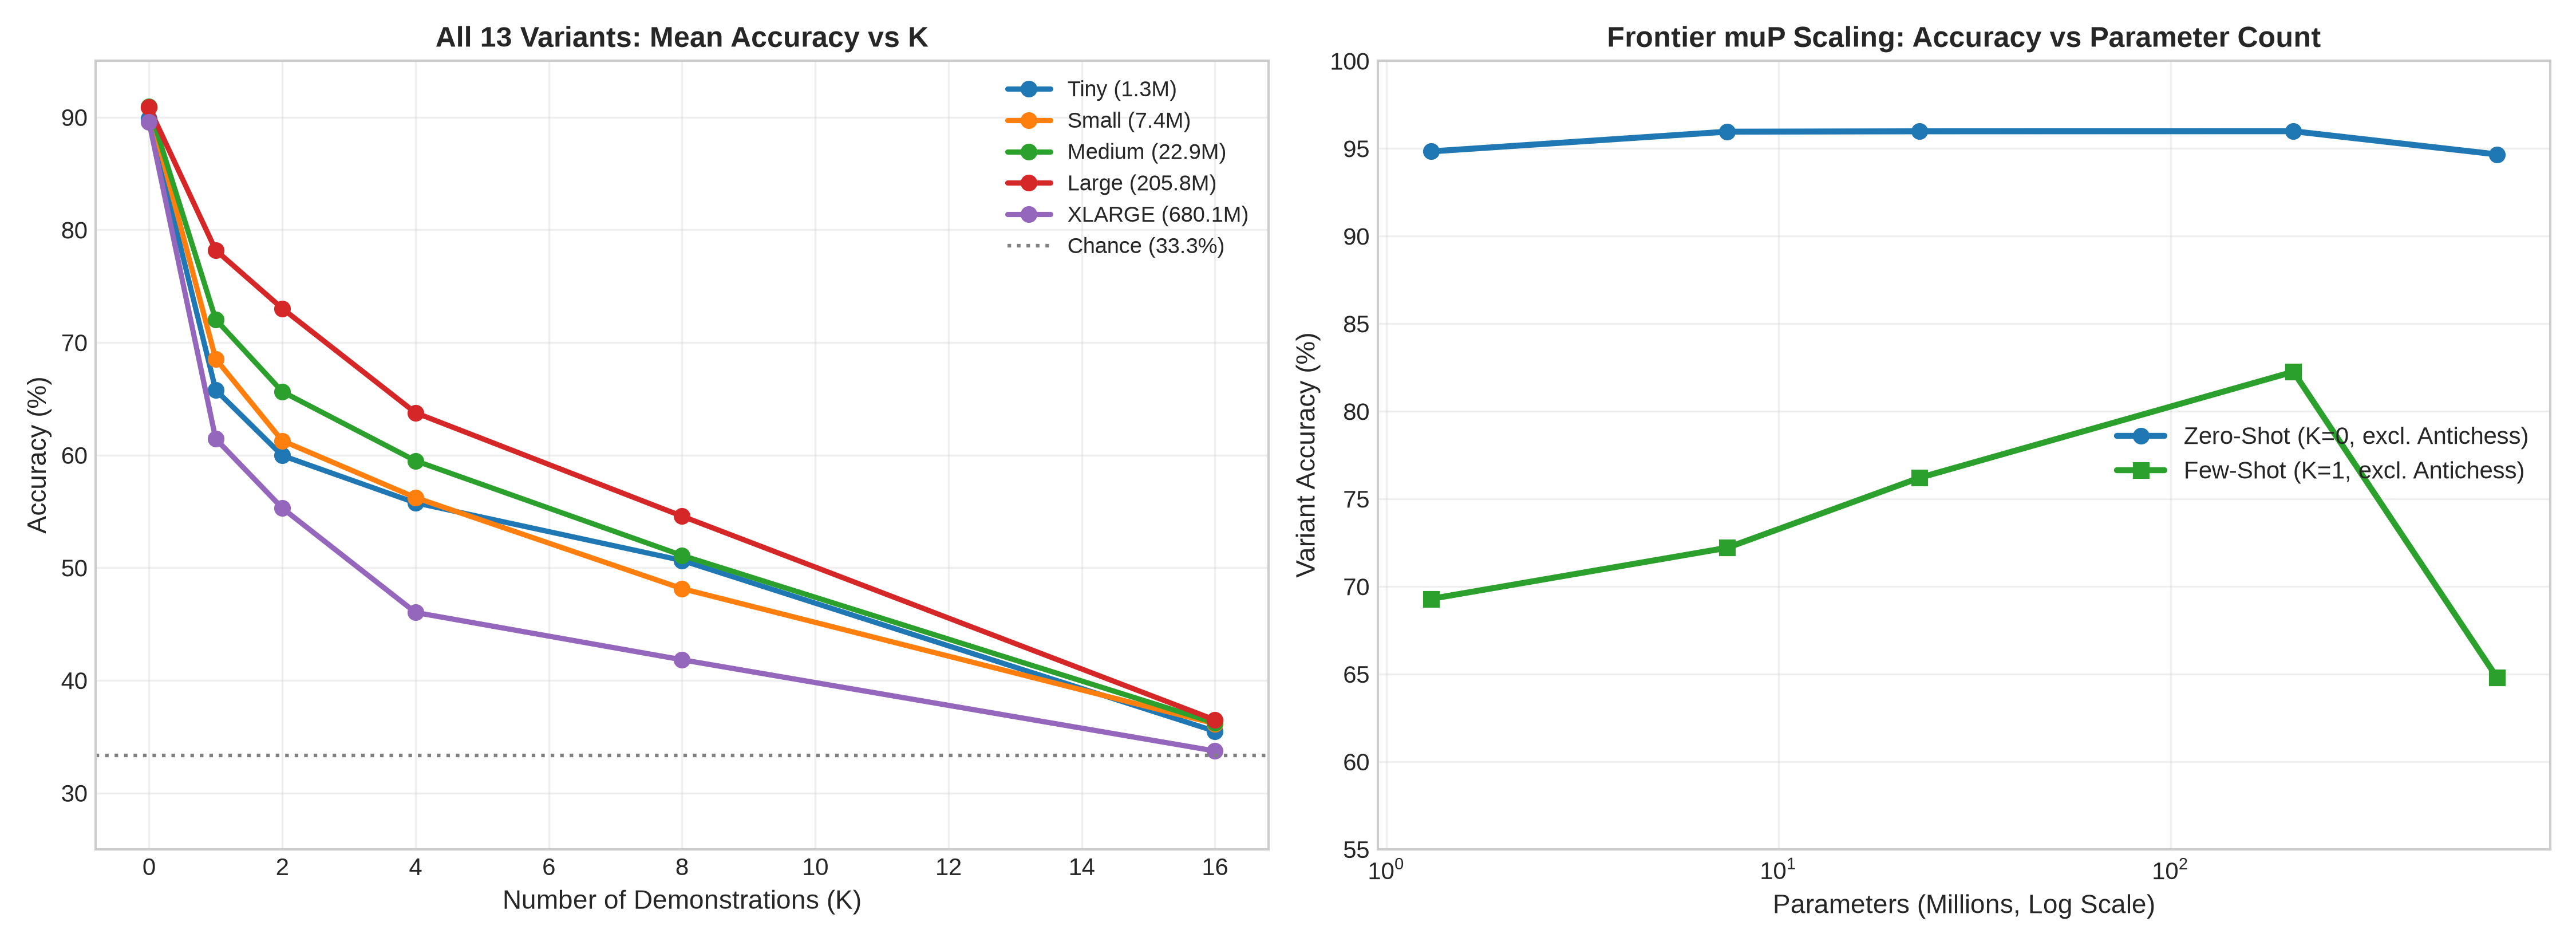 All 13 Variants: Mean Accuracy vs K
Accuracy (%)
90
80
70
60
50
40
30
Tiny (1.3M)
Small (7.4M)
Medium (22.9M)
Large (205.8M)
XLARGE (680.1M)
Chance (33.3%)
0 2 4 6 8 10 12 14 16
Number of Demonstrations (K)
Frontier muP Scaling: Accuracy vs Parameter Count
Variant Accuracy (%)
100
95
90
85
80
75
70
65
60
55
Zero-Shot (K=0, excl. Antichess)
Few-Shot (K=1, excl. Antichess)
10⁰ 10¹ 10²
Parameters (Millions, Log Scale)